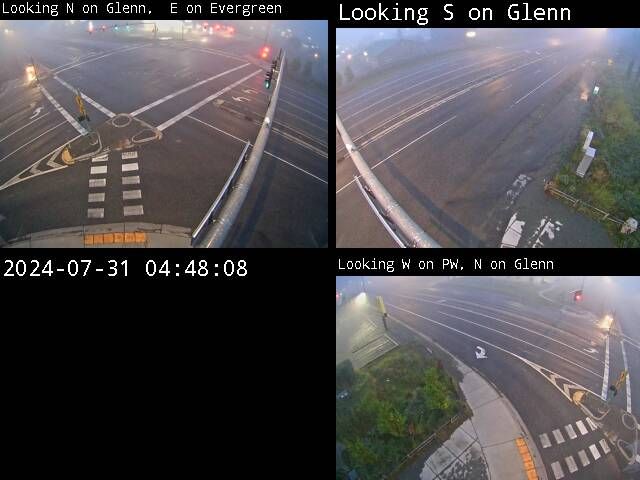 Looking N on Glenn,  E on Evergreen
Looking S on Glenn
2024-07-31 04:48:08
Looking W on PW, N on Glenn